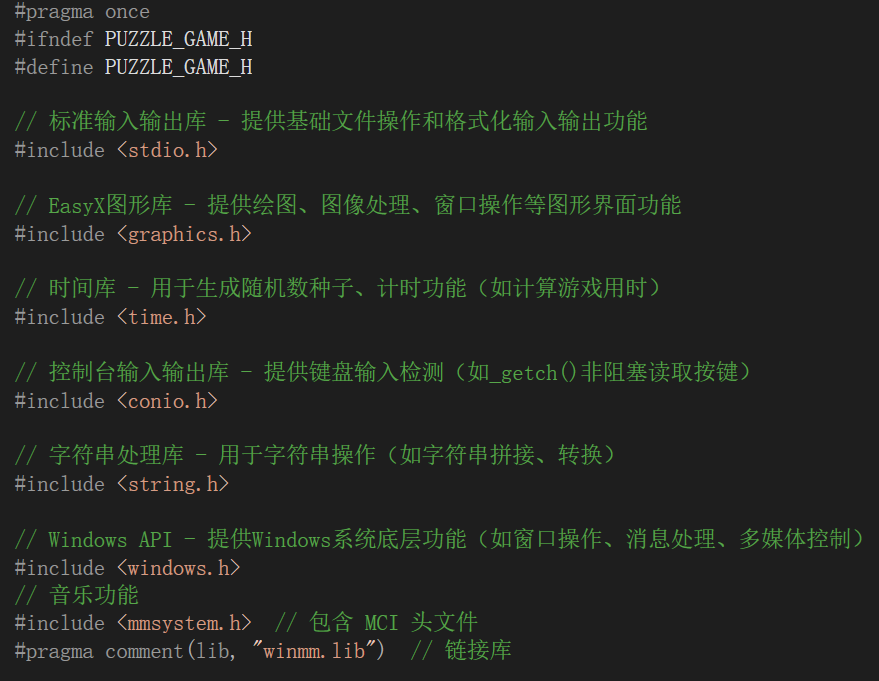 #pragma once
#ifndef PUZZLE_GAME_H
#define PUZZLE_GAME_H
// 标准输入输出库 - 提供基础文件操作和格式化输入输出功能
#include <stdio.h>
// EasyX图形库 - 提供绘图、图像处理、窗口操作等图形界面功能
#include <graphics.h>
// 时间库 - 用于生成随机数种子、计时功能（如计算游戏用时）
#include <time.h>
// 控制台输入输出库 - 提供键盘输入检测（如_getch()非阻塞读取按键）
#include <conio.h>
// 字符串处理库 - 用于字符串操作（如字符串拼接、转换）
#include <string.h>
// Windows API - 提供Windows系统底层功能（如窗口操作、消息处理、多媒体控制）
#include <windows.h>
// 音乐功能
#include <mmsystem.h>  // 包含 MCI 头文件
#pragma comment(lib, "winmm.lib")  // 链接库